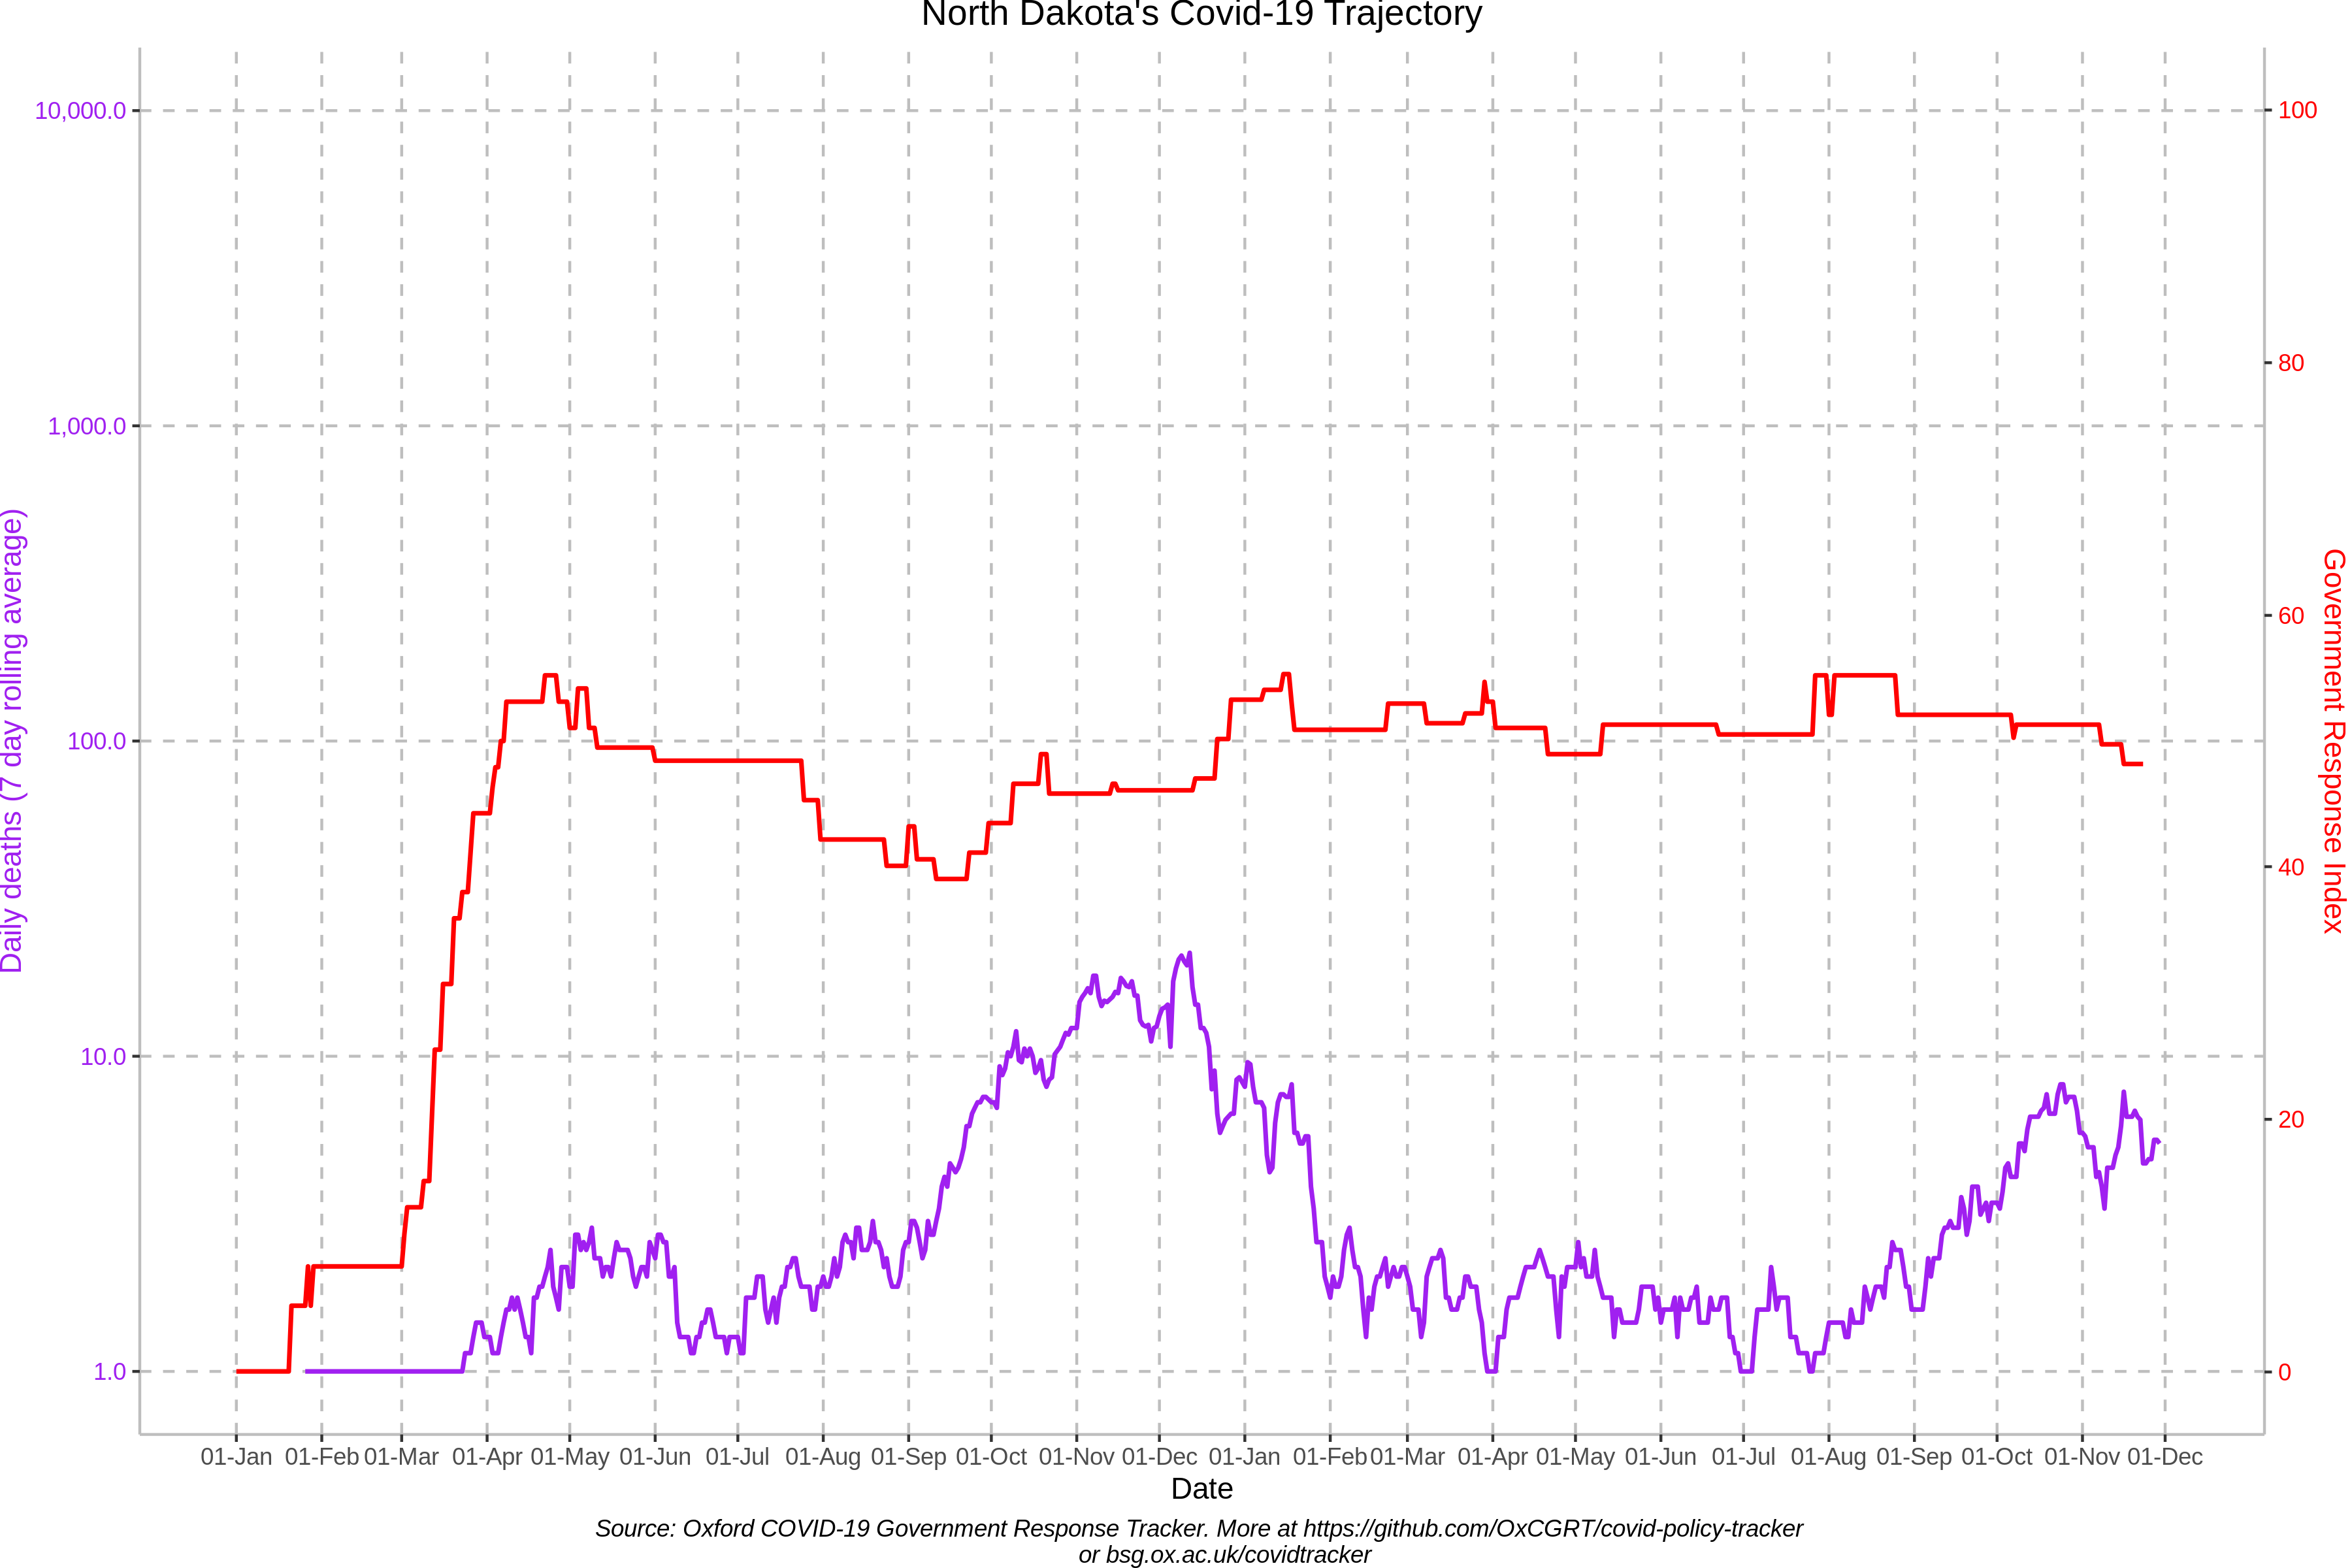 North Dakota's Covid-19 Trajectory
10,000.0
1,000.0
100.0
10.0
1.0
Daily deaths (7 day rolling average)
100
80
60
40
20
0
Government Response Index
01-Jan 01-Feb 01-Mar 01-Apr 01-May 01-Jun 01-Jul 01-Aug 01-Sep 01-Oct 01-Nov 01-Dec 01-Jan 01-Feb 01-Mar 01-Apr 01-May 01-Jun 01-Jul 01-Aug 01-Sep 01-Oct 01-Nov 01-Dec
Date
Source: Oxford COVID-19 Government Response Tracker. More at https://github.com/OxCGRT/covid-policy-tracker
or bsg.ox.ac.uk/covidtracker